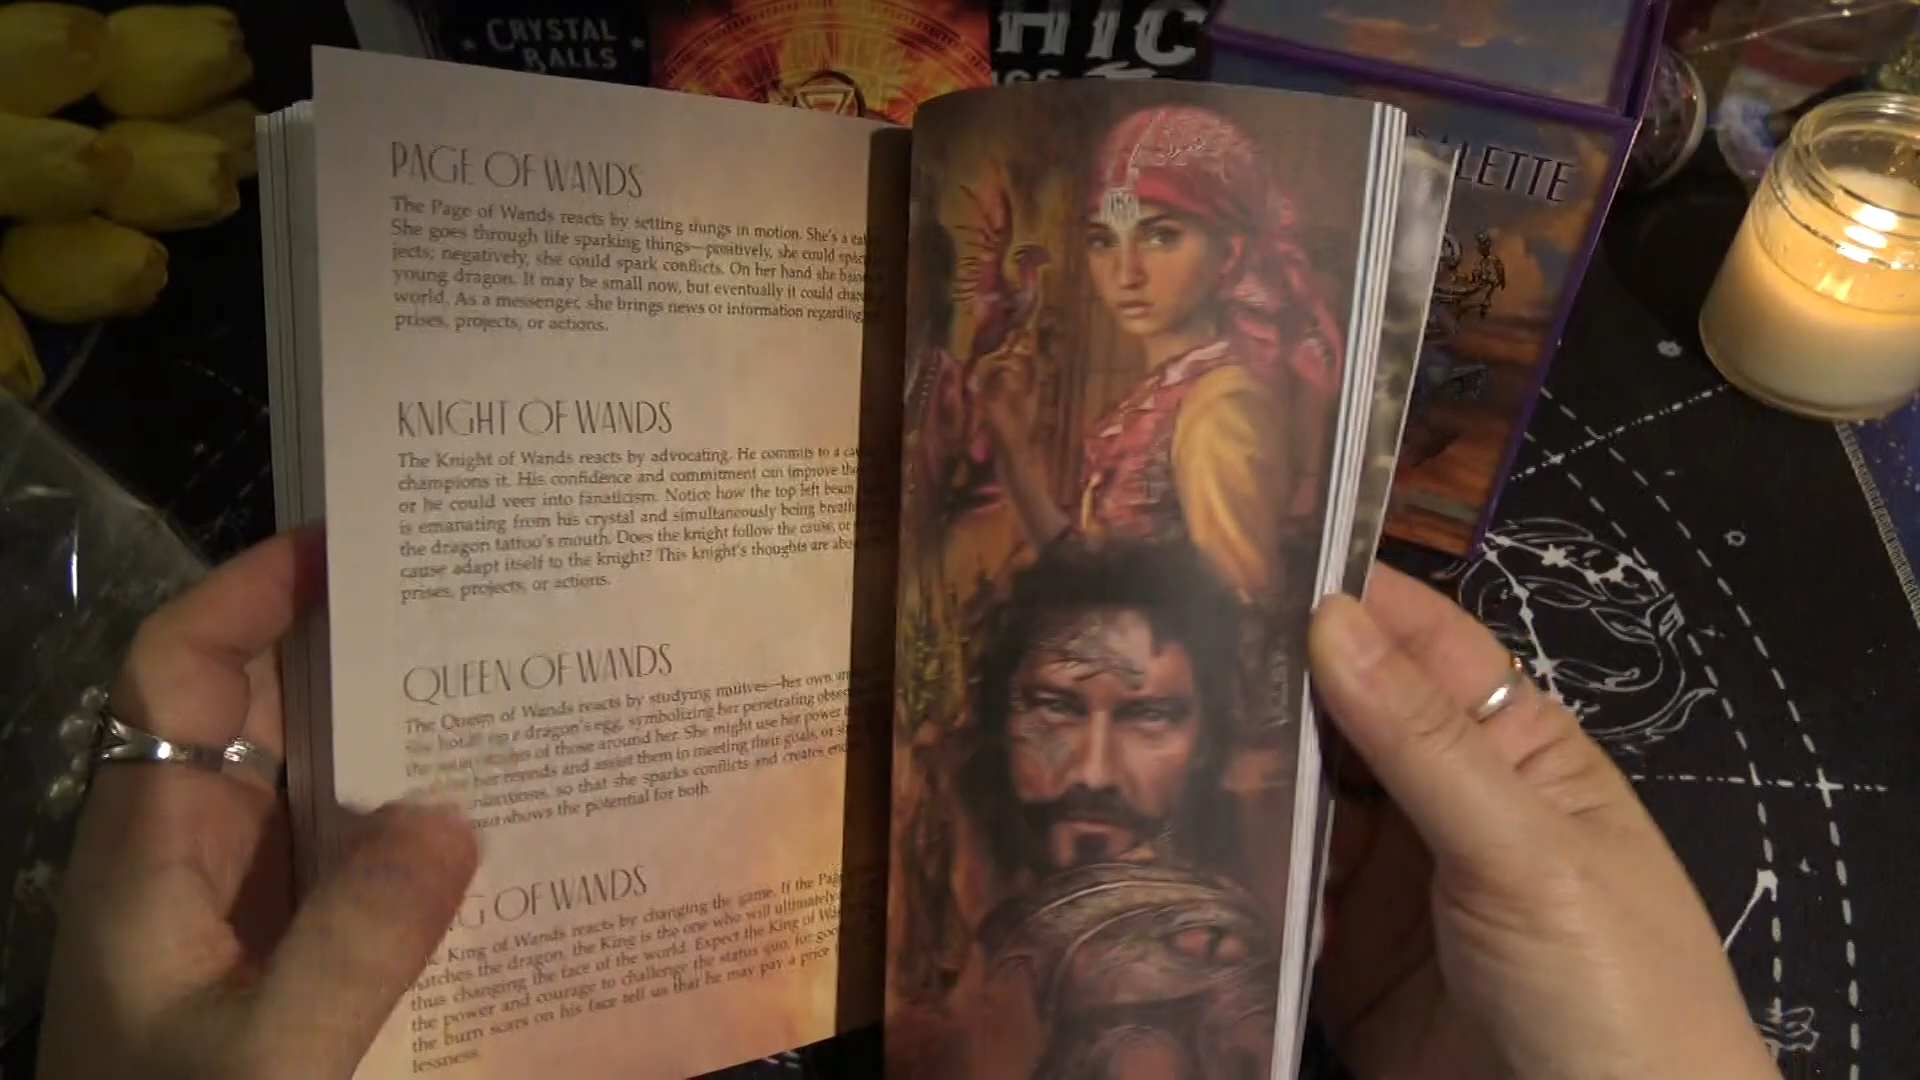 CRYSTAL
BALLS
HIC
LETTE
PAGE OF WANDS
The Page of Wands reacts by setting things in motion. She's a
She goes through life sparking things—positively, she could
jects; negatively, she could spark conflicts. On her hand she
young dragon. It may be small now, but eventually it could
world. As a messenger, she brings news or information regarding
prises, projects, or actions.
KNIGHT OF WANDS
The Knight of Wands reacts by advocating. He commits to a
champions it. His confidence and commitment can improve the
or he could veer into fanaticism. Notice how the top left beam
is emanating from his crystal and simultaneously being
the dragon tattoo's mouth. Does the knight follow the cause, or
cause adapt itself to the knight? This knight's thoughts are
prises, projects, or actions.
QUEEN OF WANDS
The Queen of Wands reacts by studying motives—her own
dragon's egg, symbolizing her penetrating
of those around her. She might use her power
her friends and assist them in meeting their goals, or
so that she sparks conflicts and creates
shows the potential for both.
G OF WANDS
King of Wands reacts by changing the game. If the
hatches the dragon, the King is the one who will ultimately
thus changing the face of the world. Expect the King of
the power and courage to challenge the status quo, for
the burn scars on his face tell us that he may pay a price
lessness.